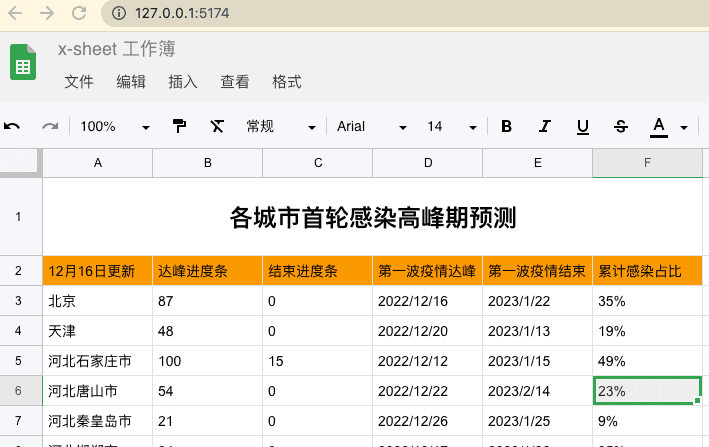 127.0.0.1:5174
x-sheet 工作簿
文件 编辑 插入 查看 格式
100% 常规 Arial 14 B I U S A
A B C D E F
1 各城市首轮感染高峰期预测
2 12月16日更新 达峰进度条 结束进度条 第一波疫情达峰 第一波疫情结束 累计感染占比
3 北京 87 0 2022/12/16 2023/1/22 35%
4 天津 48 0 2022/12/20 2023/1/13 19%
5 河北石家庄市 100 15 2022/12/12 2023/1/15 49%
6 河北唐山市 54 0 2022/12/22 2023/2/14 23%
7 河北秦皇岛市 21 0 2022/12/26 2023/1/25 9%